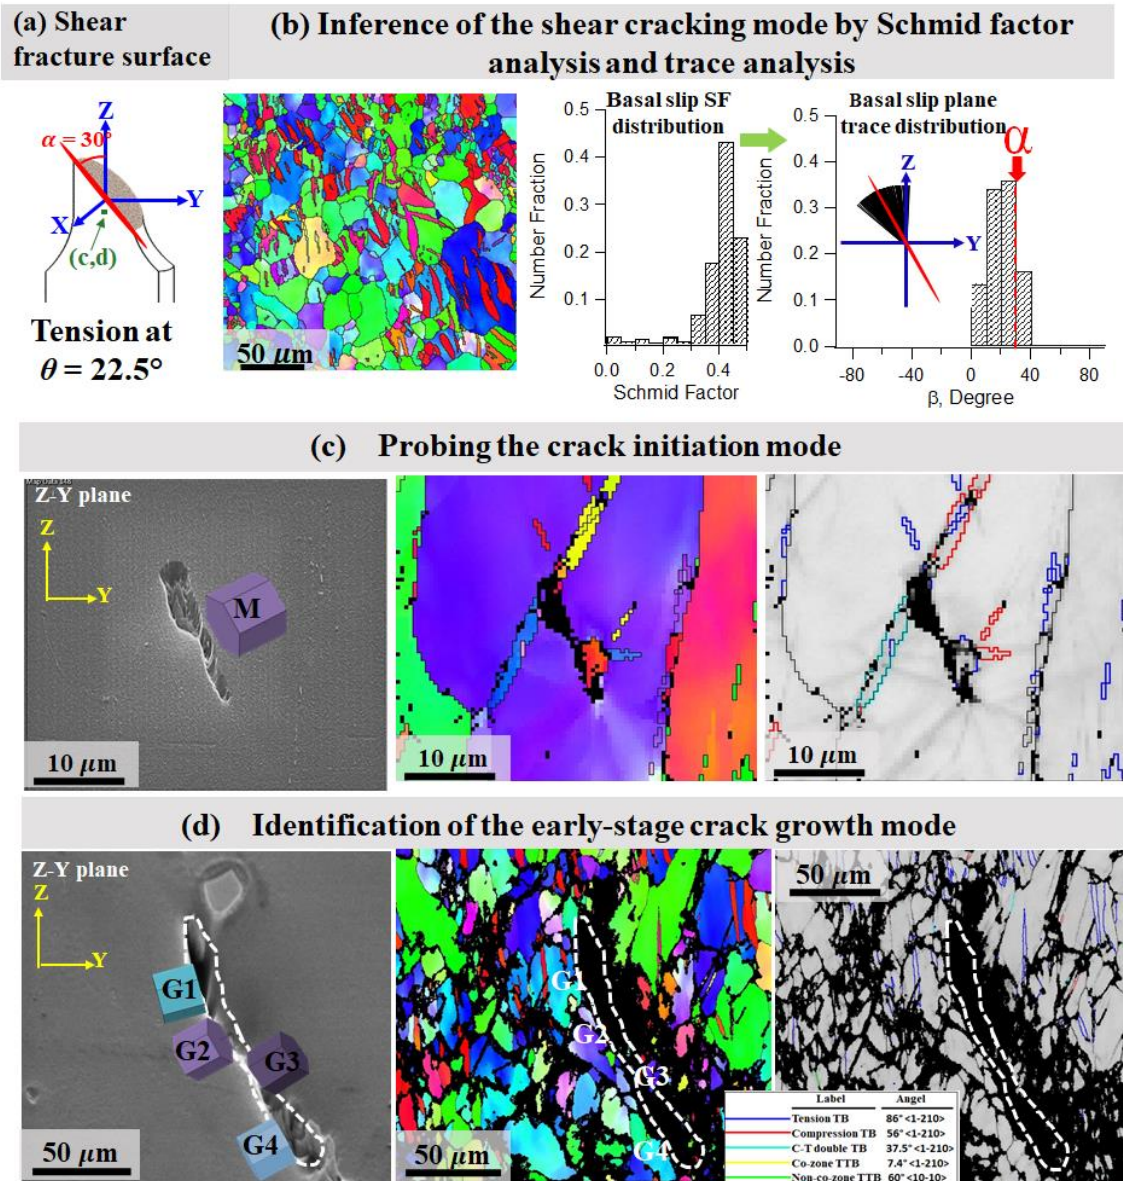 (a) Shear
fracture surface
(b) Inference of the shear cracking mode by Schmid factor
analysis and trace analysis
Z
α = 30°
Y
X
(c,d)
Tension at
θ = 22.5°
50 μm
Basal slip SF
distribution
0.5
0.4
0.3
0.2
0.1
Number Fraction
0.0 0.2 0.4
Schmid Factor
Basal slip plane
trace distribution
α
Z
Y
0.5
0.4
0.3
0.2
0.1
0.0
Number Fraction
-80 -40 0 40 80
β, Degree
(c) Probing the crack initiation mode
Z-Y plane
Z
Y
M
10 μm
10 μm
10 μm
(d) Identification of the early-stage crack growth mode
Z-Y plane
Z
Y
G1
G2
G3
G4
50 μm
G1
G2
G3
G4
50 μm
50 μm
Label Angel
Tension TB 86° <1-210>
Compression TB 56° <1-210>
C-T double TB 37.5° <1-210>
Co-zone TTB 7.4° <1-210>
Non-co-zone TTB 60° <10-10>